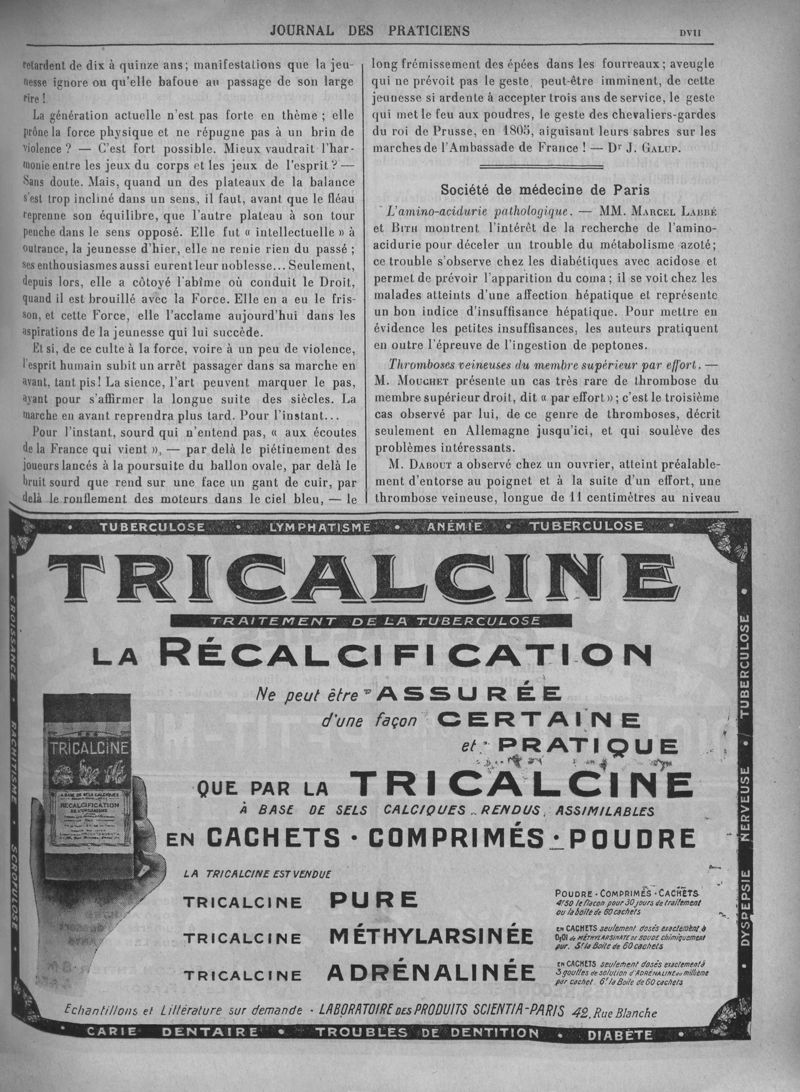 JOURNAL DES PRATICIENS
DVII
retardent de dix à quinze ans ; manifestations que la jeu-
nesse ignore ou qu'elle bafoue au passage de son large
rire !
La génération actuelle n'est pas forte en thème ; elle
prône la force physique et ne répugne pas à un brin de
violence ? — C'est fort possible. Mieux vaudrait l'har-
monie entre les jeux du corps et les jeux de l'esprit ? —
Sans doute. Mais, quand un des plateaux de la balance
s'est trop incliné dans un sens, il faut, avant que le fléau
reprenne son équilibre, que l'autre plateau à son tour
penche dans le sens opposé. Elle fut « intellectuelle » à
outrance, la jeunesse d'hier, elle ne renie rien du passé ;
ses enthousiasmes aussi eurent leur noblesse... Seulement,
depuis lors, elle a côtoyé l'abîme où conduit le Droit,
quand il est brouillé avec la Force. Elle en a eu le fris-
son, et cette Force, elle l'acclame aujourd'hui dans les
aspirations de la jeunesse qui lui succède.
Et si, de ce culte à la force, voire à un peu de violence,
l'esprit humain subit un arrêt passager dans sa marche en
avant, tant pis ! La sience, l'art peuvent marquer le pas,
ayant pour s'affirmer la longue suite des siècles. La
marche en avant reprendra plus tard. Pour l'instant...
Pour l'instant, sourd qui n'entend pas, « aux écoutes
de la France qui vient », — par delà le piétinement des
joueurs lancés à la poursuite du ballon ovale, par delà le
bruit sourd que rend sur une face un gant de cuir, par
delà le ronflement des moteurs dans le ciel bleu, — le
long frémissement des épées dans les fourreaux ; aveugle
qui ne prévoit pas le geste, peut-être imminent, de cette
jeunesse si ardente à accepter trois ans de service, le geste
qui met le feu aux poudres, le geste des chevaliers-gardes
du roi de Prusse, en 1805, aiguisant leurs sabres sur les
marches de l'Ambassade de France ! — Dr J. GALUP.
Société de médecine de Paris
L'amino-acidurie pathologique. — MM. MARCEL LABBÉ
et BITH montrent l'intérêt de la recherche de l'amino-
acidurie pour déceler un trouble du métabolisme azoté ;
ce trouble s'observe chez les diabétiques avec acidose et
permet de prévoir l'apparition du coma ; il se voit chez les
malades atteints d'une affection hépatique et représente
un bon indice d'insuffisance hépatique. Pour mettre en
évidence les petites insuffisances, les auteurs pratiquent
en outre l'épreuve de l'ingestion de peptones.
Thromboses veineuses du membre supérieur par effort. —
M. MOUCHET présente un cas très rare de thrombose du
membre supérieur droit, dit « par effort » ; c'est le troisième
cas observé par lui, de ce genre de thromboses, décrit
seulement en Allemagne jusqu'ici, et qui soulève des
problèmes intéressants.
M. DABOUT a observé chez un ouvrier, atteint préalable-
ment d'entorse au poignet et à la suite d'un effort, une
thrombose veineuse, longue de 11 centimètres au niveau
• TUBERCULOSE • LYMPHATISME • ANÉMIE • TUBERCULOSE •
CROISSANCE • RACHITISME • SCROFULOSE
TUBERCULOSE • TUBERCULOSE • DYSPEPSIE NERVEUSE
TRICALCINE
TRAITEMENT DE LA TUBERCULOSE
LA RÉCALCIFICATION
Ne peut être ASSURÉE
d'une façon CERTAINE
et PRATIQUE
QUE PAR LA TRICALCINE
À BASE DE SELS CALCIQUES RENDUS ASSIMILABLES
EN CACHETS · COMPRIMÉS · POUDRE
TRICALCINE
A BASE DE SELS CALCIQUES
RECALCIFICATION
DE L'ORGANISME
LA TRICALCINE EST VENDUE
TRICALCINE PURE
POUDRE · COMPRIMÉS · CACHETS
4f50 le flacon pour 30 jours de traitement
ou la boîte de 60 cachets
TRICALCINE MÉTHYLARSINÉE
EN CACHETS seulement dosés exactement à
0gr01 de MÉTHYLARSINATE DE SOUDE chimiquement
pur. 5f la Boîte de 60 cachets
TRICALCINE ADRÉNALINÉE
EN CACHETS seulement dosés exactement à
3 gouttes de solution d'ADRÉNALINE au millième
par cachet 6f la Boîte de 60 cachets
Echantillons et Littérature sur demande - LABORATOIRE DES PRODUITS SCIENTIA-PARIS 42, Rue Blanche
• CARIE DENTAIRE • TROUBLES DE DENTITION • DIABÈTE •